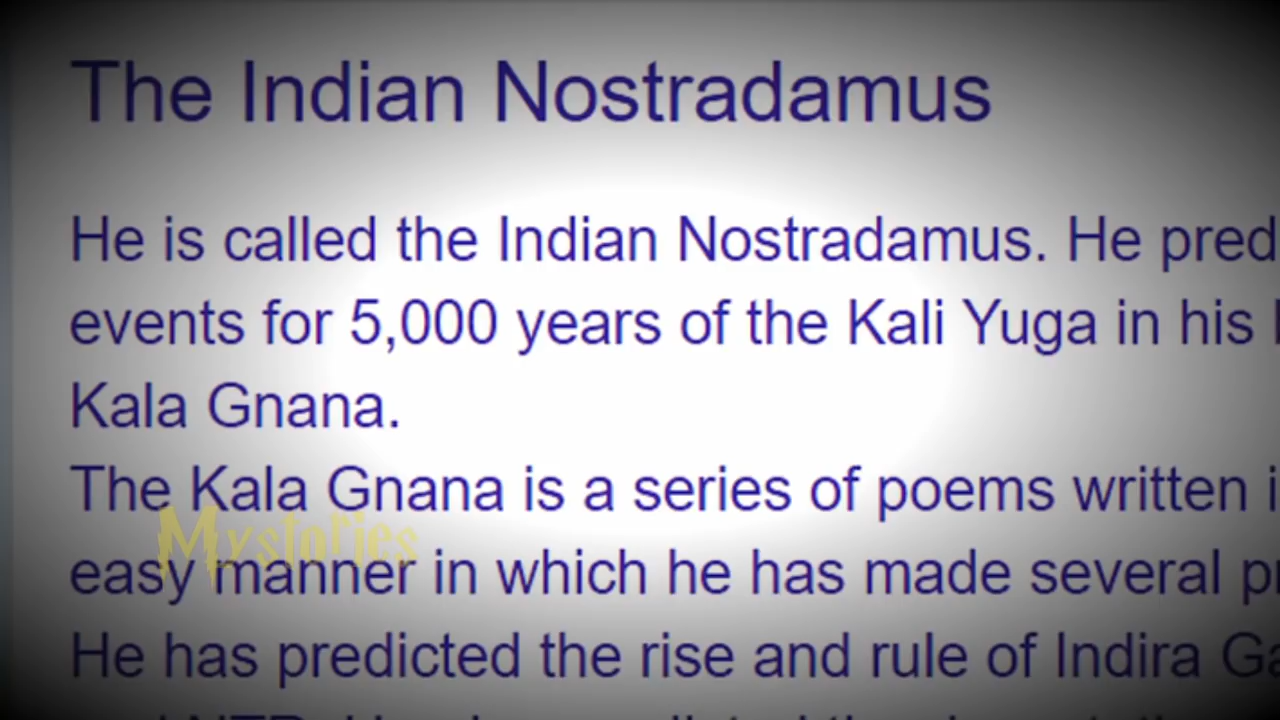 The Indian Nostradamus
He is called the Indian Nostradamus. He pred
events for 5,000 years of the Kali Yuga in his
Kala Gnana.
The Kala Gnana is a series of poems written i
Mystories
easy manner in which he has made several p
He has predicted the rise and rule of Indira Ga